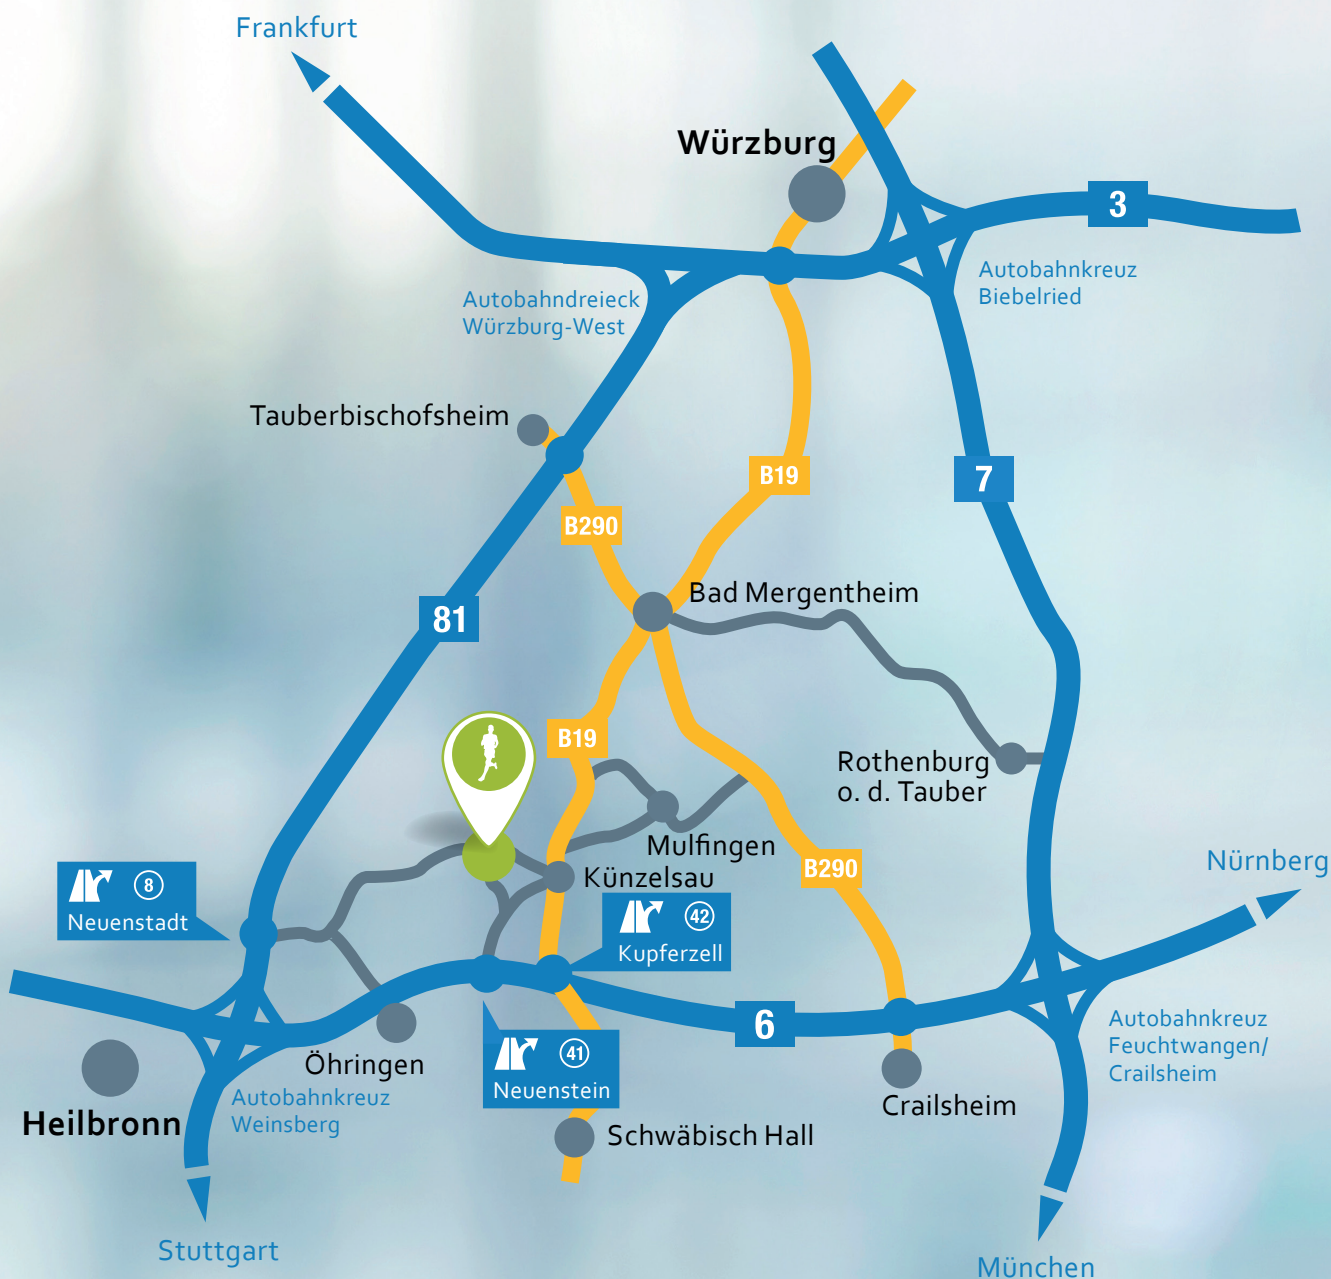 Frankfurt
Würzburg
3
Autobahnkreuz
Biebelried
Autobahndreieck
Würzburg-West
Tauberbischofsheim
B19
7
B290
Bad Mergentheim
81
B19
Rothenburg
o. d. Tauber
Mulfingen
Künzelsau
B290
Nürnberg
8
Neuenstadt
42
Kupferzell
6
Autobahnkreuz
Feuchtwangen/
Crailsheim
41
Neuenstein
Öhringen
Autobahnkreuz
Weinsberg
Heilbronn
Crailsheim
Schwäbisch Hall
Stuttgart
München